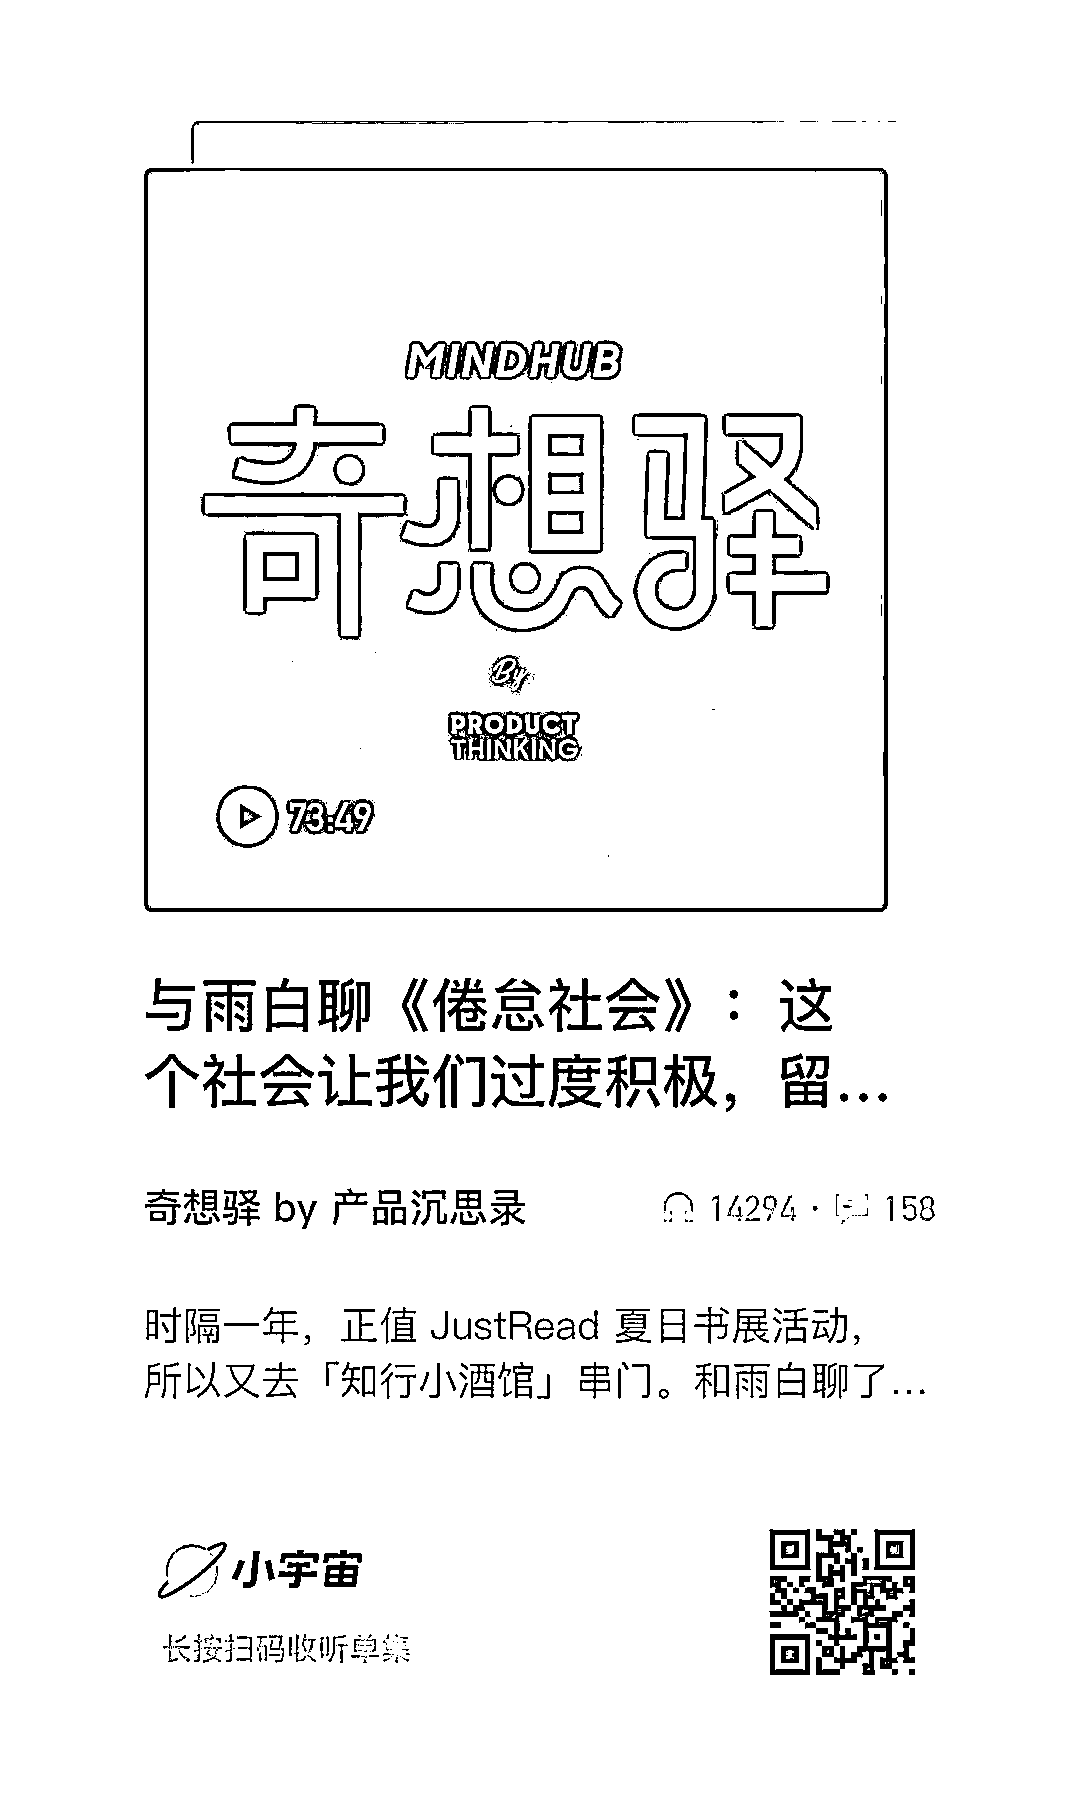 MINDHUB
奇想驿
By
PRODUCT
THINKING
73:49
与雨白聊《倦怠社会》：这
个社会让我们过度积极，留...
奇想驿 by 产品沉思录
14294 · 158
时隔一年，正值 JustRead 夏日书展活动，
所以又去「知行小酒馆」串门。和雨白聊了...
小宇宙
长按扫码收听单集